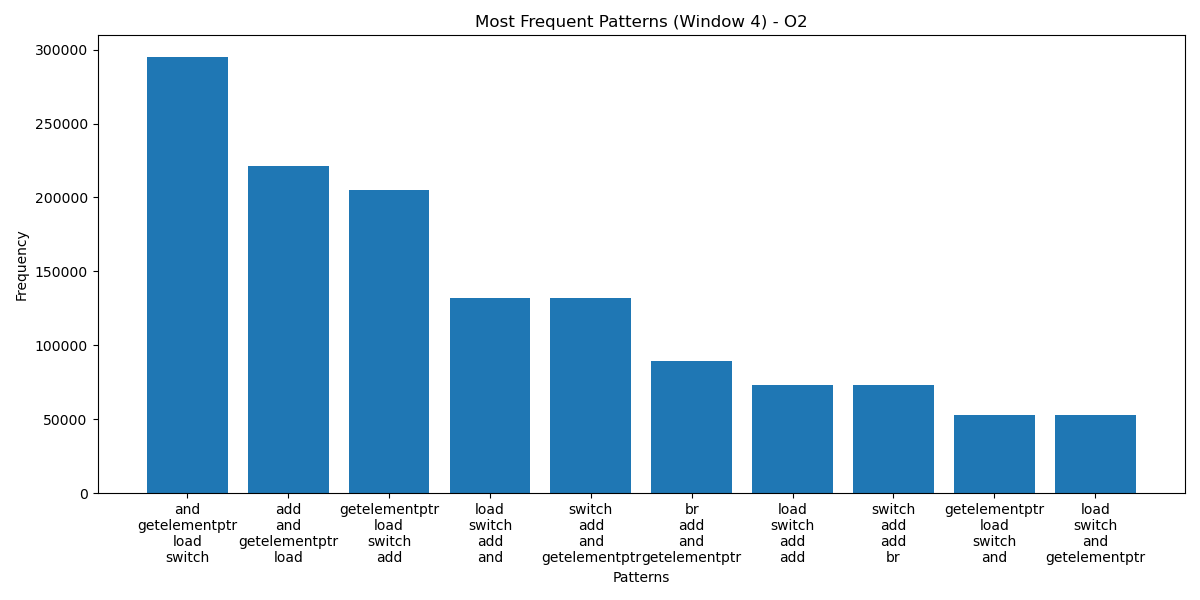 Most Frequent Patterns (Window 4) - O2
Frequency
300000
250000
200000
150000
100000
50000
0
and
getelementptr
load
switch
add
and
getelementptr
load
getelementptr
load
switch
add
load
switch
add
and
switch
add
and
getelementptr
br
add
and
getelementptr
load
switch
add
add
switch
add
add
br
getelementptr
load
switch
and
load
switch
and
getelementptr
Patterns